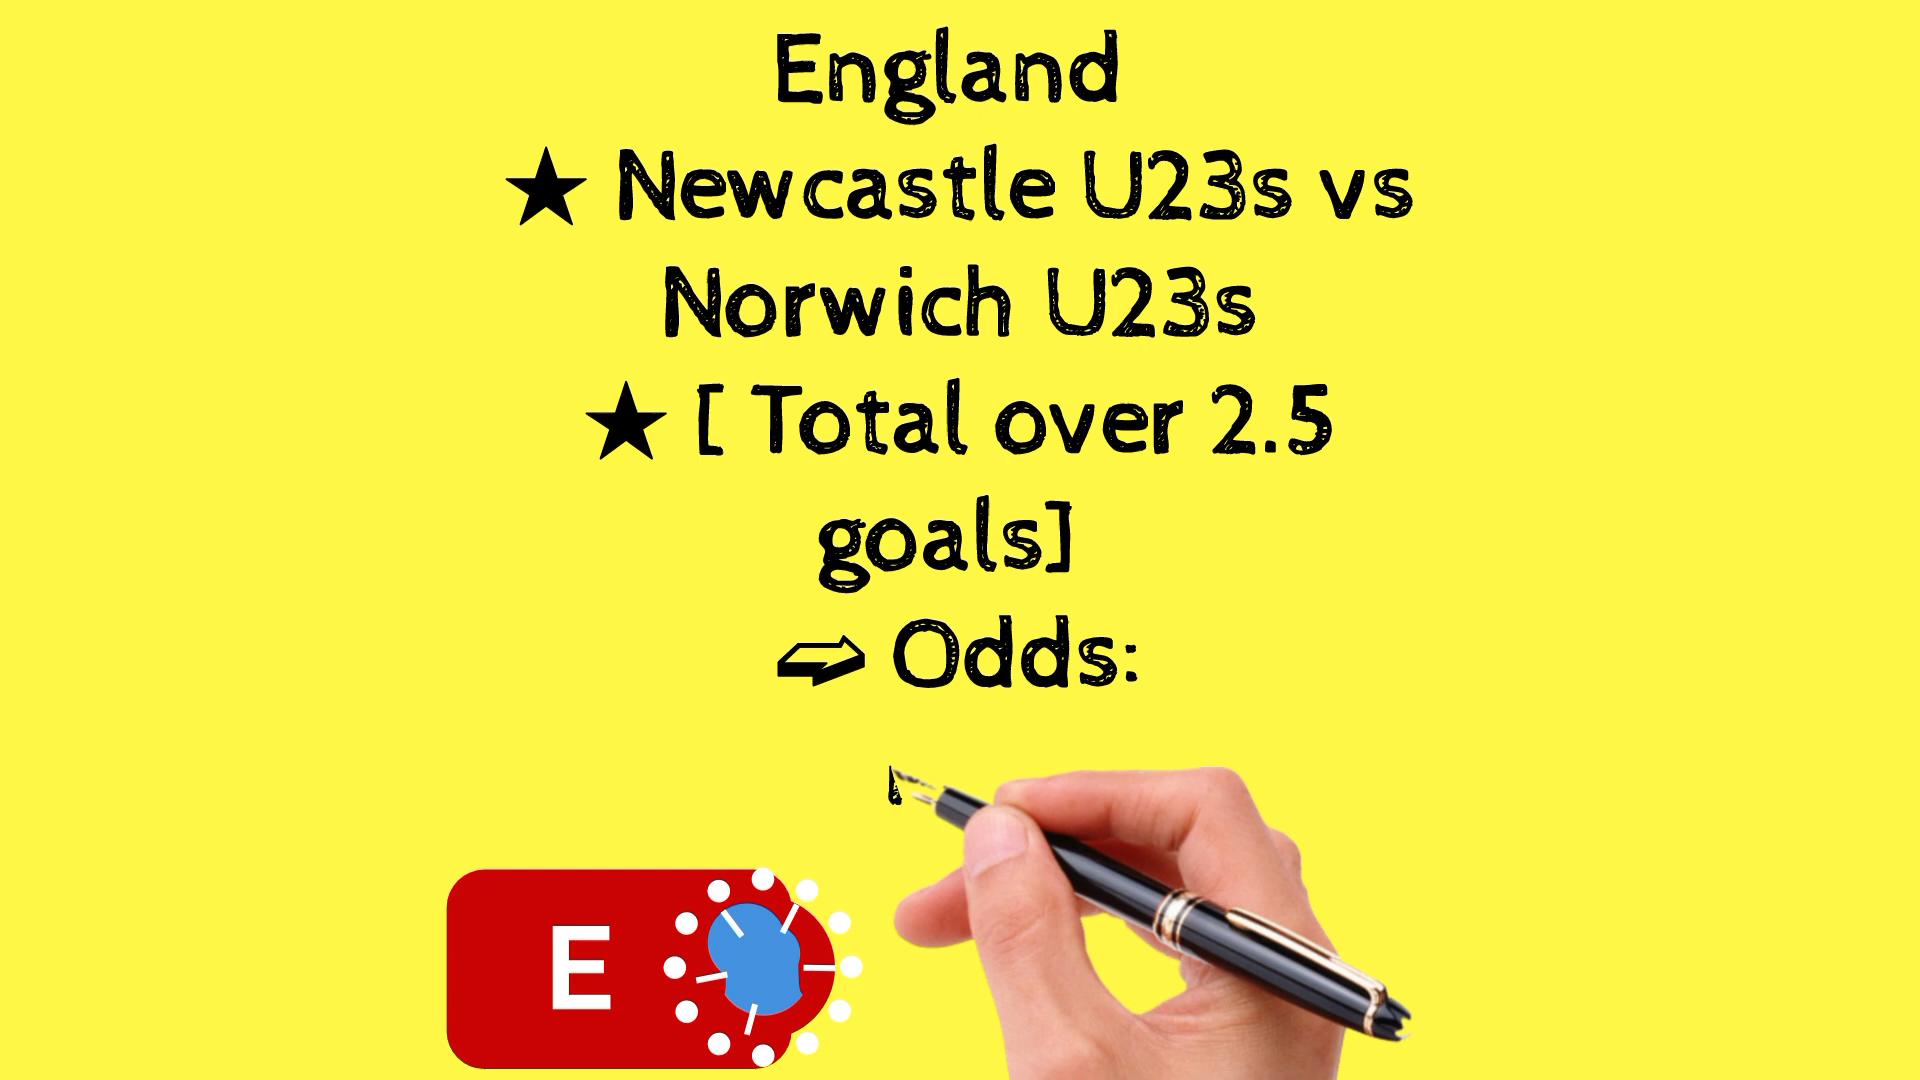 England
★ Newcastle U23s vs
Norwich U23s
★ [ Total over 2.5
goals]
➫ Odds:
E